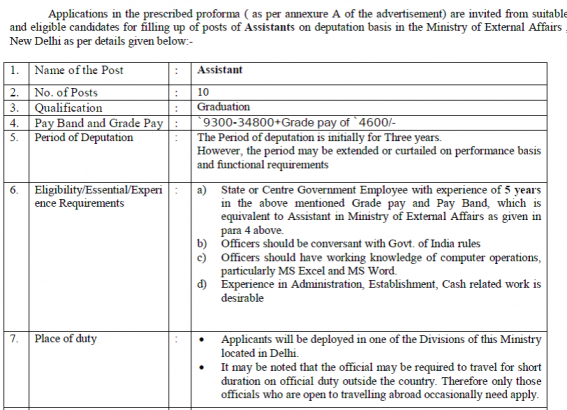 Applications in the prescribed proforma ( as per annexure A of the advertisement) are invited from suitable
and eligible candidates for filling up of posts of Assistants on deputation basis in the Ministry of External Affairs ,
New Delhi as per details given below:-
1. Name of the Post : Assistant
2. No. of Posts : 10
3. Qualification : Graduation
4. Pay Band and Grade Pay : `9300-34800+Grade pay of `4600/-
5. Period of Deputation : The Period of deputation is initially for Three years.
However, the period may be extended or curtailed on performance basis
and functional requirements
6. Eligibility/Essential/Experi : a) State or Centre Government Employee with experience of 5 years
ence Requirements in the above mentioned Grade pay and Pay Band, which is
equivalent to Assistant in Ministry of External Affairs as given in
para 4 above.
b) Officers should be conversant with Govt. of India rules
c) Officers should have working knowledge of computer operations,
particularly MS Excel and MS Word.
d) Experience in Administration, Establishment, Cash related work is
desirable
7. Place of duty : • Applicants will be deployed in one of the Divisions of this Ministry
located in Delhi.
• It may be noted that the official may be required to travel for short
duration on official duty outside the country. Therefore only those
officials who are open to travelling abroad occasionally need apply.